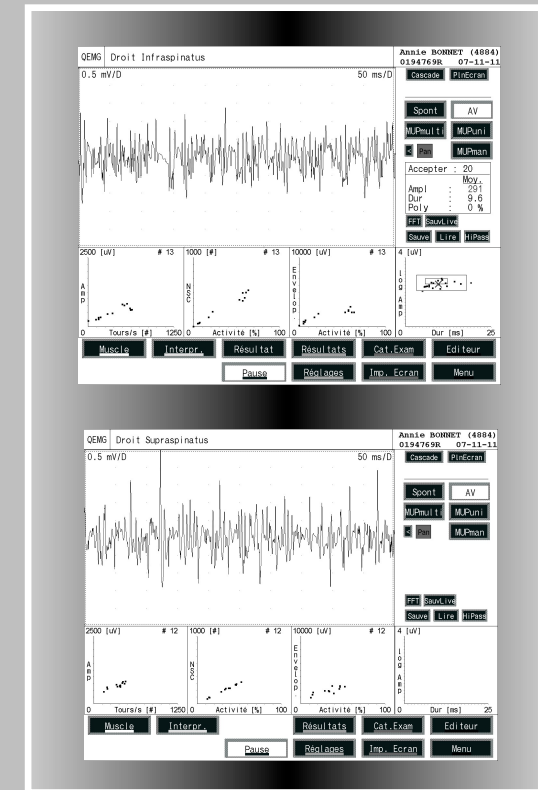 QEMG Droit Infraspinatus
Annie BONNET (4884)
0194769R 07-11-11
0.5 mV/D 50 ms/D
Cascade PlnEcran
Spont AV
MUPmulti MUPuni
< Pan MUPman
Accepter : 20
Moy.
Ampl : 291
Dur : 9.6
Poly : 0 %
FFT SauvLive
Sauve Lire HiPass
2500 [uV] # 13
Amp
0 Tours/s [#] 1250
1000 [#] # 13
NSC
0 Activité [%] 100
10000 [uV] # 13
Envelop.
0 Activité [%] 100
4 [uV]
log Amp
0 Dur [ms] 25
Muscle Interpr. Résultat Résultats Cat.Exam Editeur
Pause Réglages Imp. Ecran Menu
QEMG Droit Supraspinatus
Annie BONNET (4884)
0194769R 07-11-11
0.5 mV/D 50 ms/D
Cascade PlnEcran
Spont AV
MUPmulti MUPuni
< Pan MUPman
FFT SauvLive
Sauve Lire HiPass
2500 [uV] # 12
Amp
0 Tours/s [#] 1250
1000 [#] # 12
NSC
0 Activité [%] 100
10000 [uV] # 12
Envelop.
0 Activité [%] 100
4 [uV]
log Amp
0 Dur [ms] 25
Muscle Interpr. Résultats Cat.Exam Editeur
Pause Réglages Imp. Ecran Menu